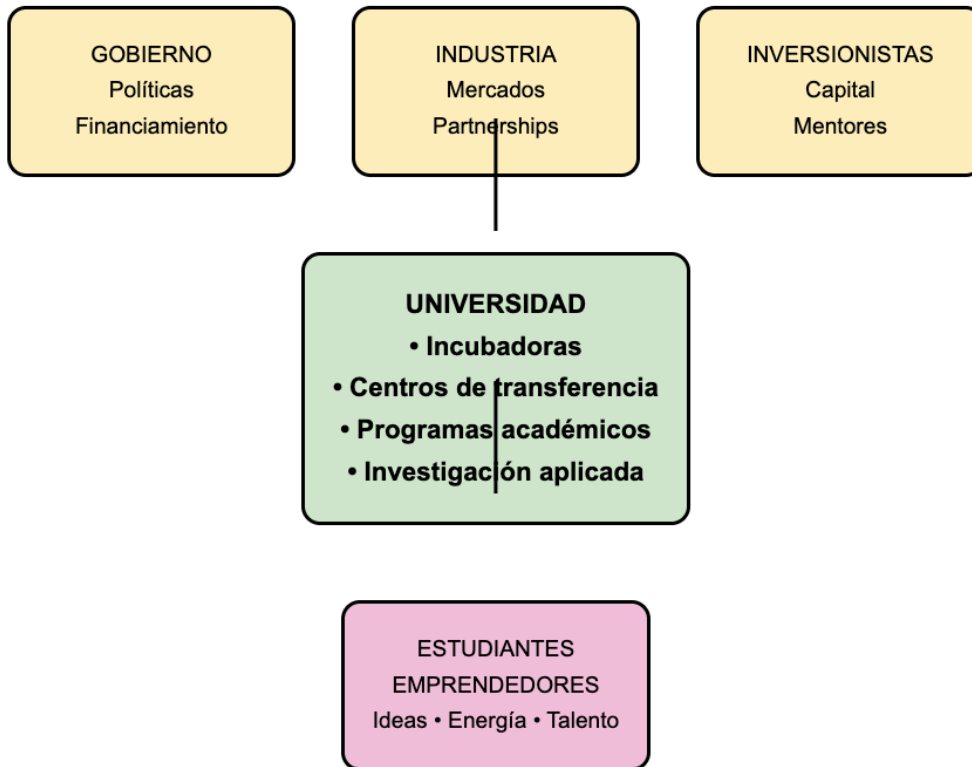 GOBIERNO
Políticas
Financiamiento
INDUSTRIA
Mercados
Partnerships
INVERSIONISTAS
Capital
Mentores
UNIVERSIDAD
• Incubadoras
• Centros de transferencia
• Programas académicos
• Investigación aplicada
ESTUDIANTES
EMPRENDEDORES
Ideas • Energía • Talento